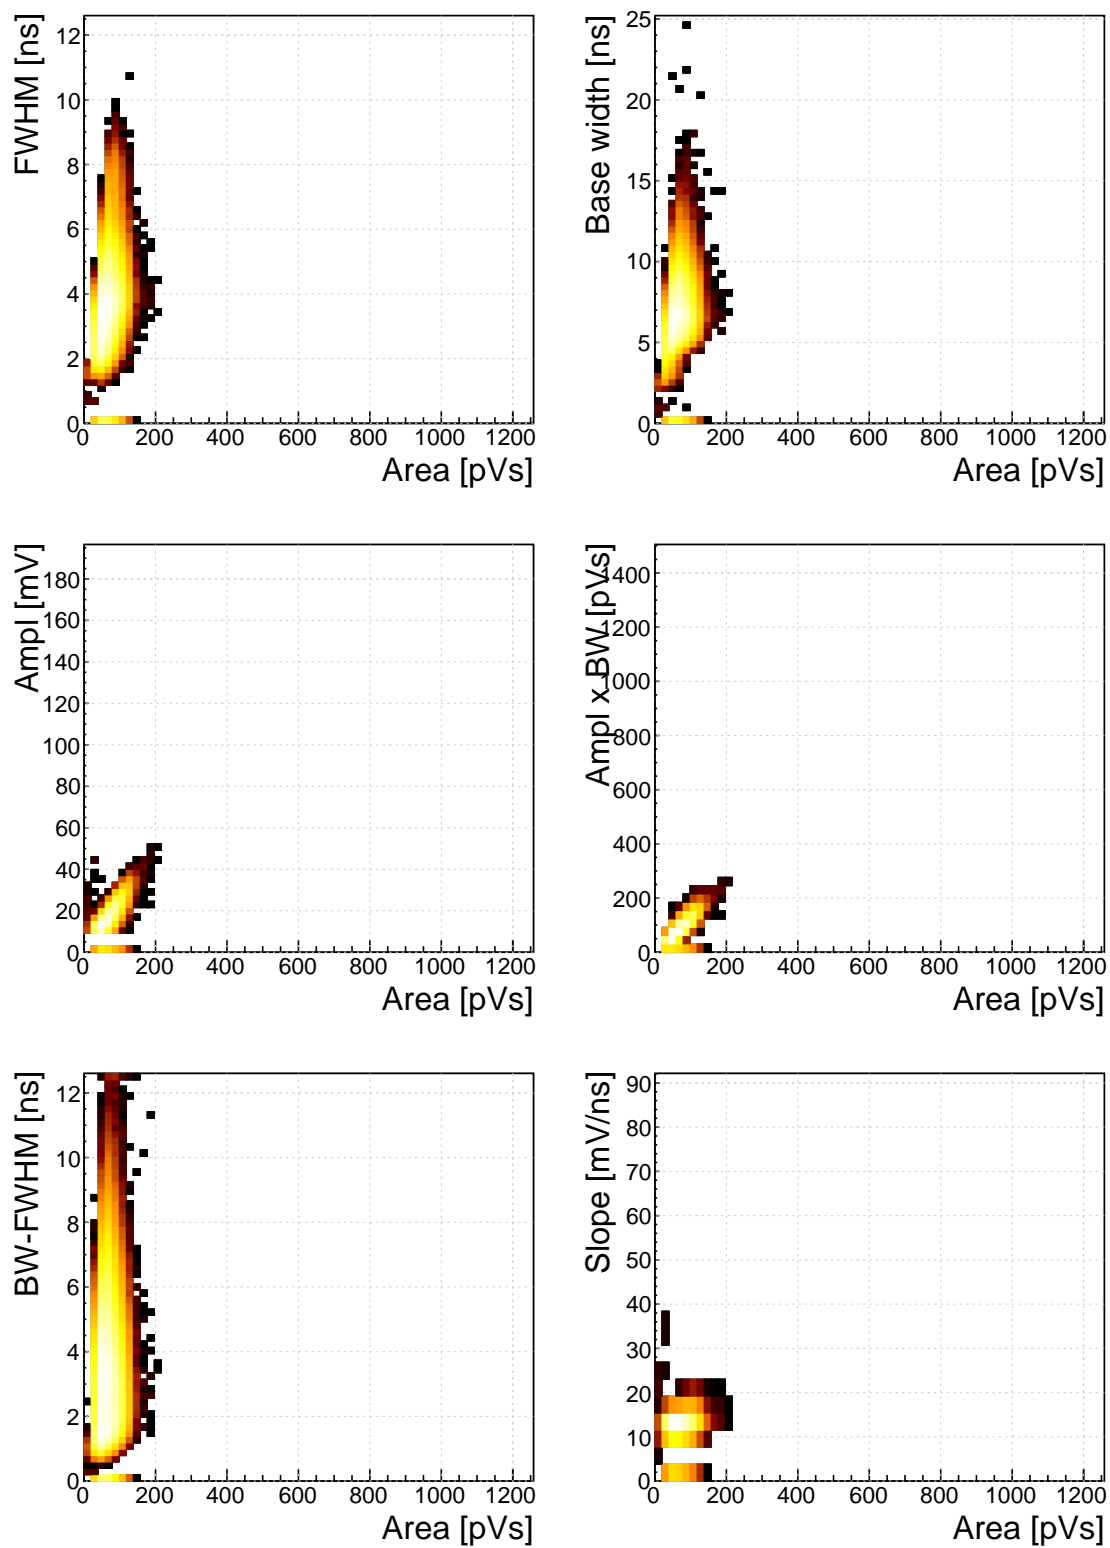 FWHM [ns]
12
10
8
6
4
2
0
0 200 400 600 800 1000 1200
Area [pVs]
Base width [ns]
25
20
15
10
5
0
0 200 400 600 800 1000 1200
Area [pVs]
Ampl [mV]
180
160
140
120
100
80
60
40
20
0
0 200 400 600 800 1000 1200
Area [pVs]
Ampl x BW [pVs]
1400
1200
1000
800
600
400
200
0
0 200 400 600 800 1000 1200
Area [pVs]
BW-FWHM [ns]
12
10
8
6
4
2
0
0 200 400 600 800 1000 1200
Area [pVs]
Slope [mV/ns]
90
80
70
60
50
40
30
20
10
0
0 200 400 600 800 1000 1200
Area [pVs]